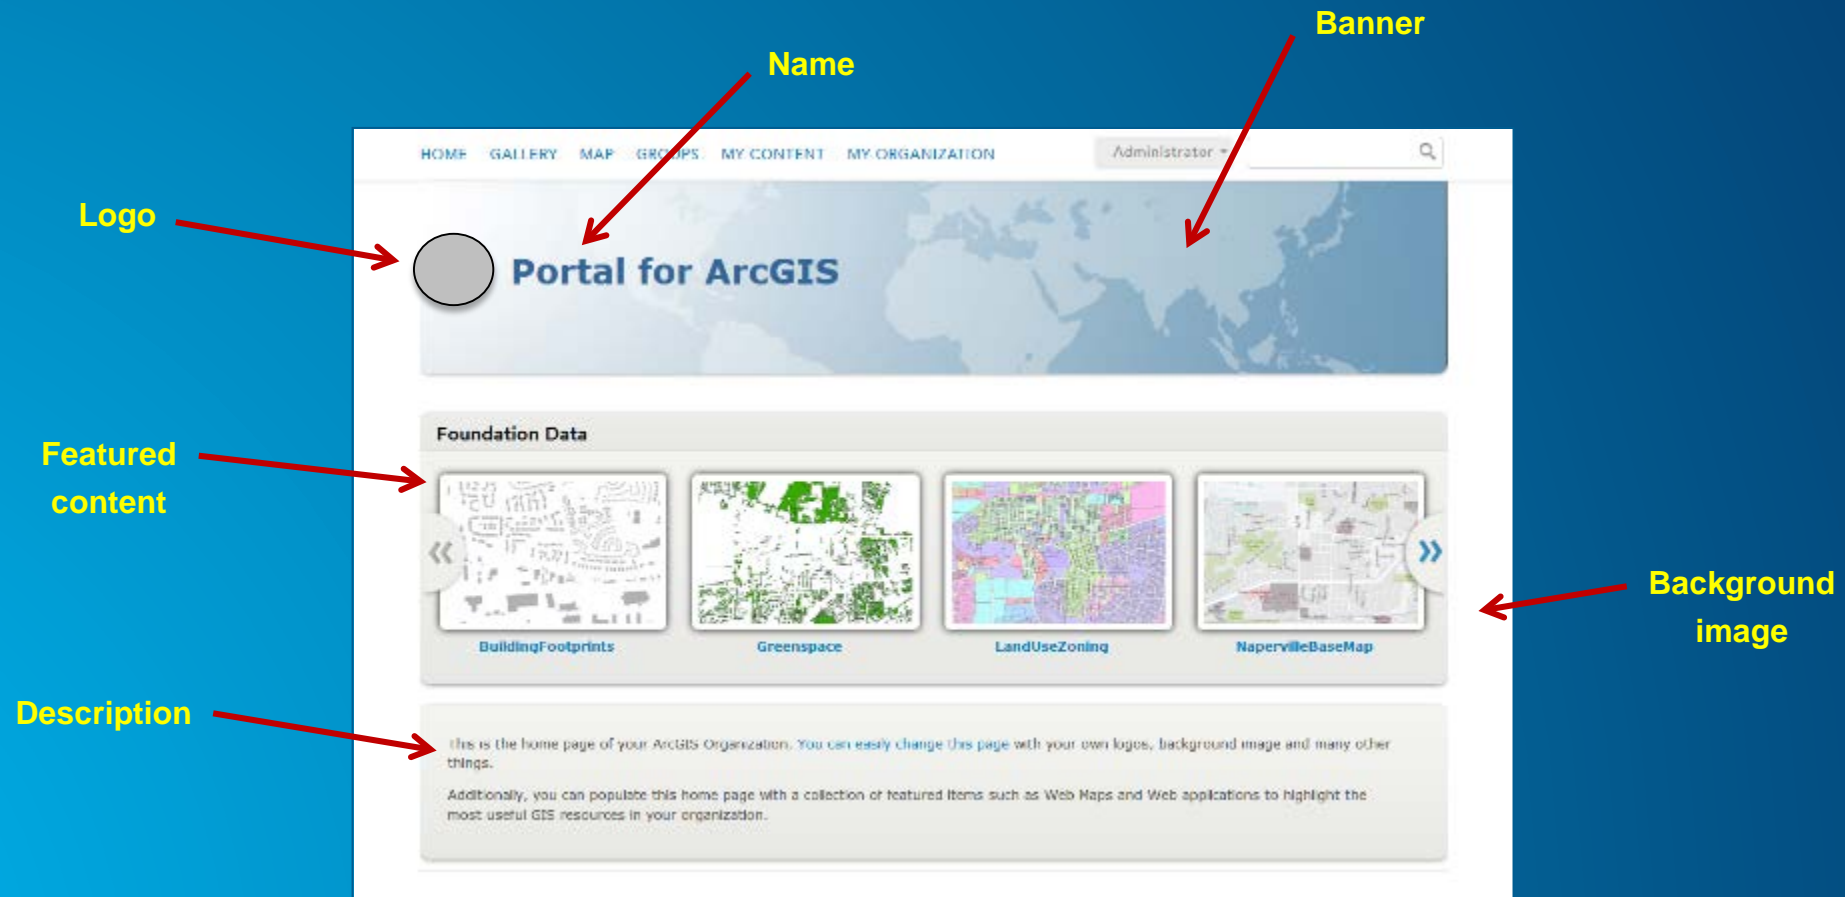 Banner
Name
HOME GALLERY MAP GROUPS MY CONTENT MY ORGANIZATION Administrator
Logo
Portal for ArcGIS
Foundation Data
Featured
content
BuildingFootprints Greenspace LandUseZoning NapervilleBaseMap
Background
image
Description
This is the home page of your ArcGIS Organization. You can easily change this page with your own logos, background image and many other
things.
Additionally, you can populate this home page with a collection of featured items such as Web Maps and Web applications to highlight the
most useful GIS resources in your organization.